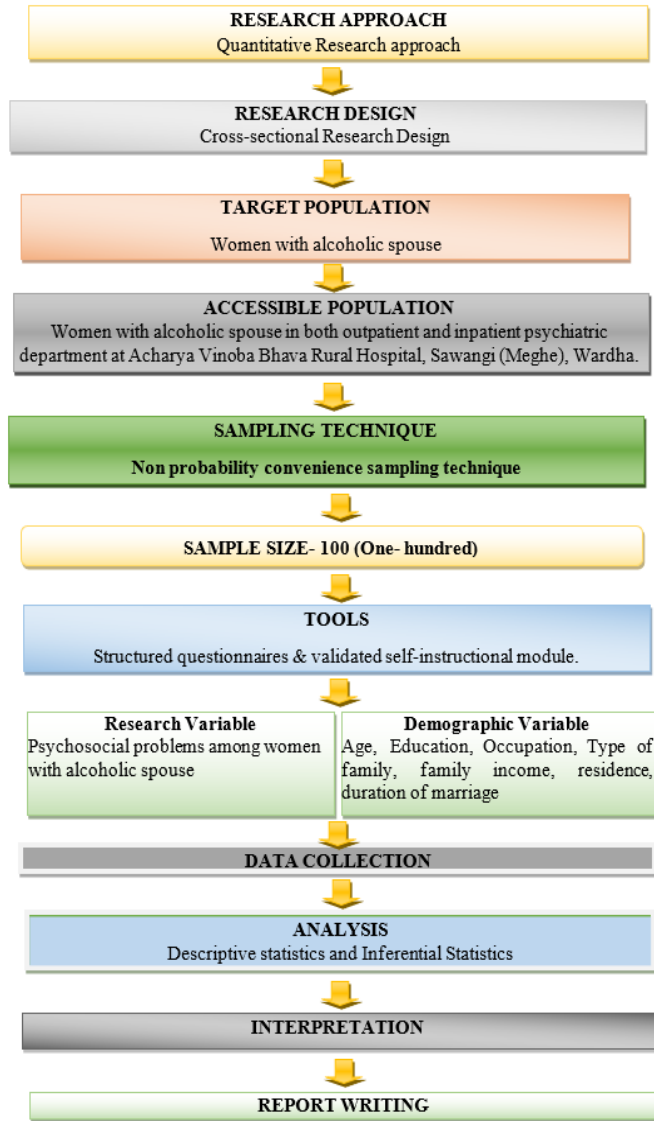 RESEARCH APPROACH
Quantitative Research approach
RESEARCH DESIGN
Cross-sectional Research Design
TARGET POPULATION
Women with alcoholic spouse
ACCESSIBLE POPULATION
Women with alcoholic spouse in both outpatient and inpatient psychiatric
department at Acharya Vinoba Bhava Rural Hospital, Sawangi (Meghe), Wardha.
SAMPLING TECHNIQUE
Non probability convenience sampling technique
SAMPLE SIZE- 100 (One- hundred)
TOOLS
Structured questionnaires & validated self-instructional module.
Research Variable
Psychosocial problems among women
with alcoholic spouse
Demographic Variable
Age, Education, Occupation, Type of
family, family income, residence,
duration of marriage
DATA COLLECTION
ANALYSIS
Descriptive statistics and Inferential Statistics
INTERPRETATION
REPORT WRITING